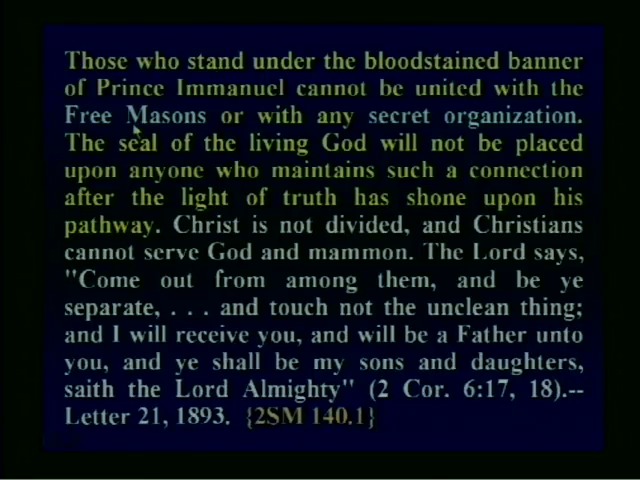 Those who stand under the bloodstained banner
of Prince Immanuel cannot be united with the
Free Masons or with any secret organization.
The seal of the living God will not be placed
upon anyone who maintains such a connection
after the light of truth has shone upon his
pathway. Christ is not divided, and Christians
cannot serve God and mammon. The Lord says,
"Come out from among them, and be ye
separate, . . . and touch not the unclean thing;
and I will receive you, and will be a Father unto
you, and ye shall be my sons and daughters,
saith the Lord Almighty" (2 Cor. 6:17, 18).--
Letter 21, 1893. {2SM 140.1}